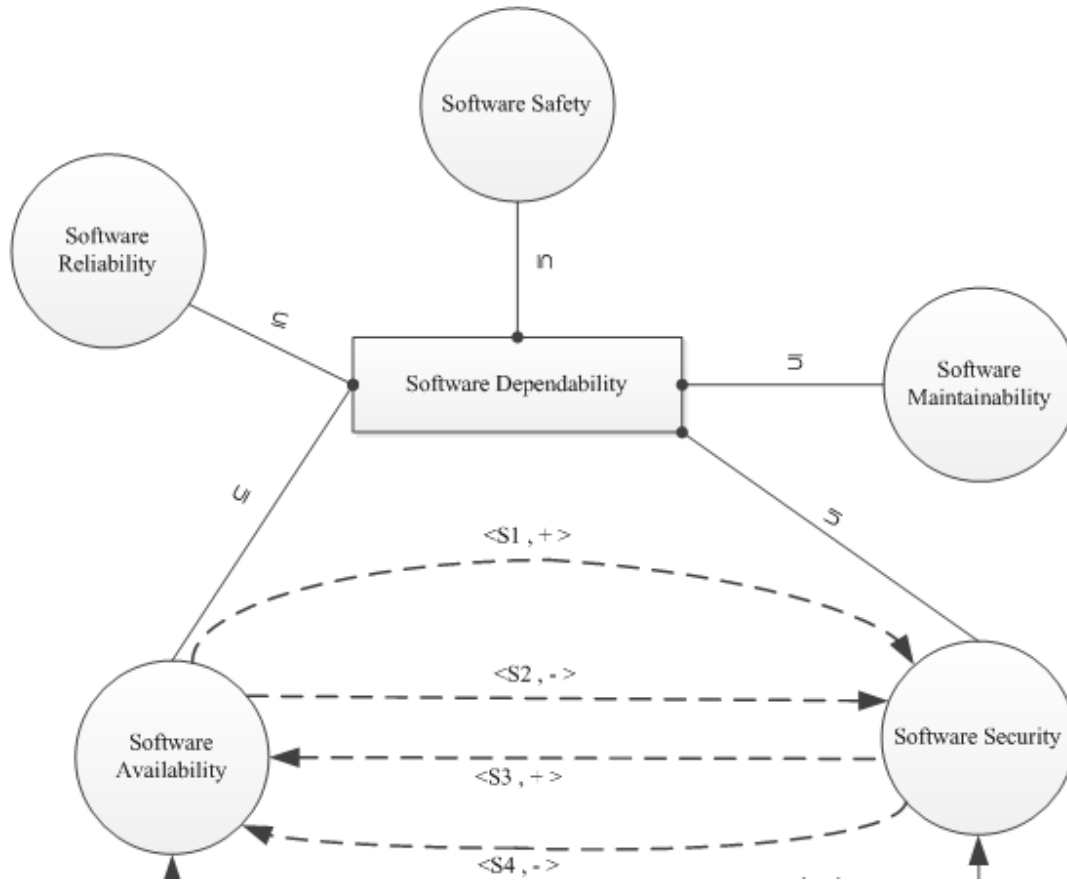 Software Safety
Software
Reliability
⊆
⊆
Software Dependability
⊆
Software
Maintainability
⊆
⊆
<S1 , + >
<S2 , - >
Software
Availability
Software Security
<S3 , + >
<S4 , - >